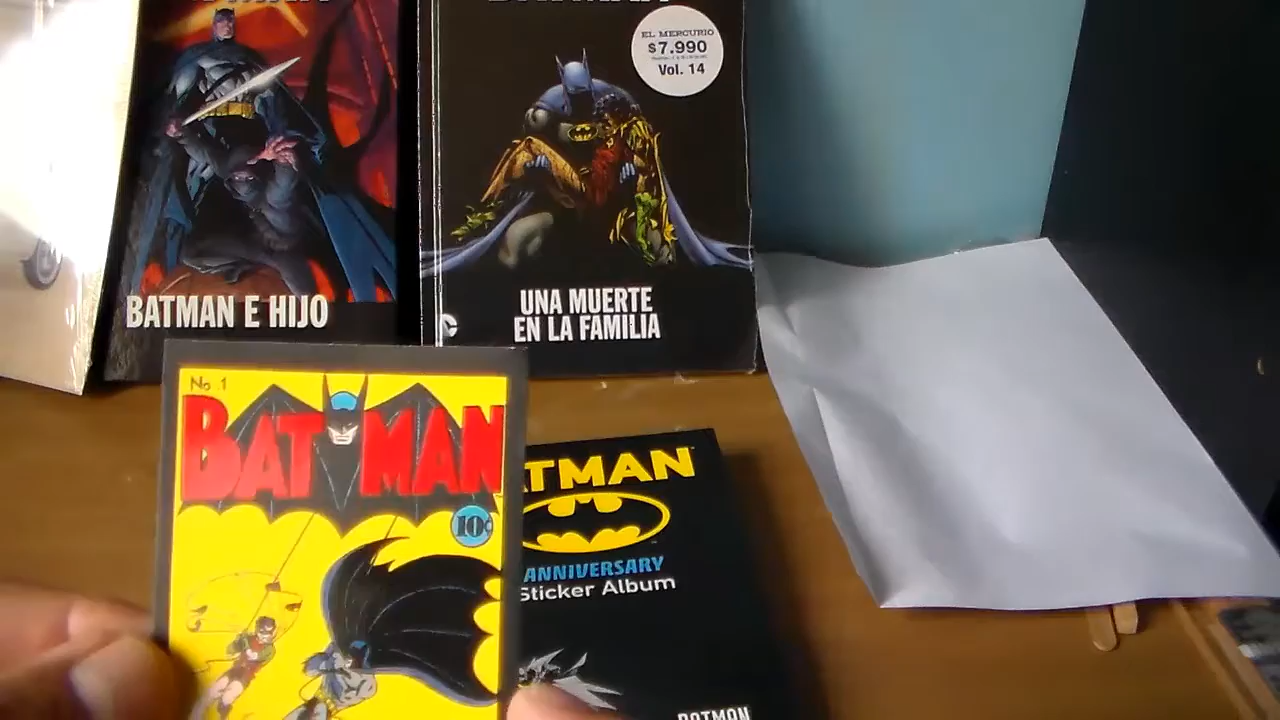 EL MERCURIO
$7.990
Vol. 14
BATMAN E HIJO
UNA MUERTE
EN LA FAMILIA
No. 1
BATMAN
10¢
ATMAN
ANNIVERSARY
Sticker Album
BATMAN